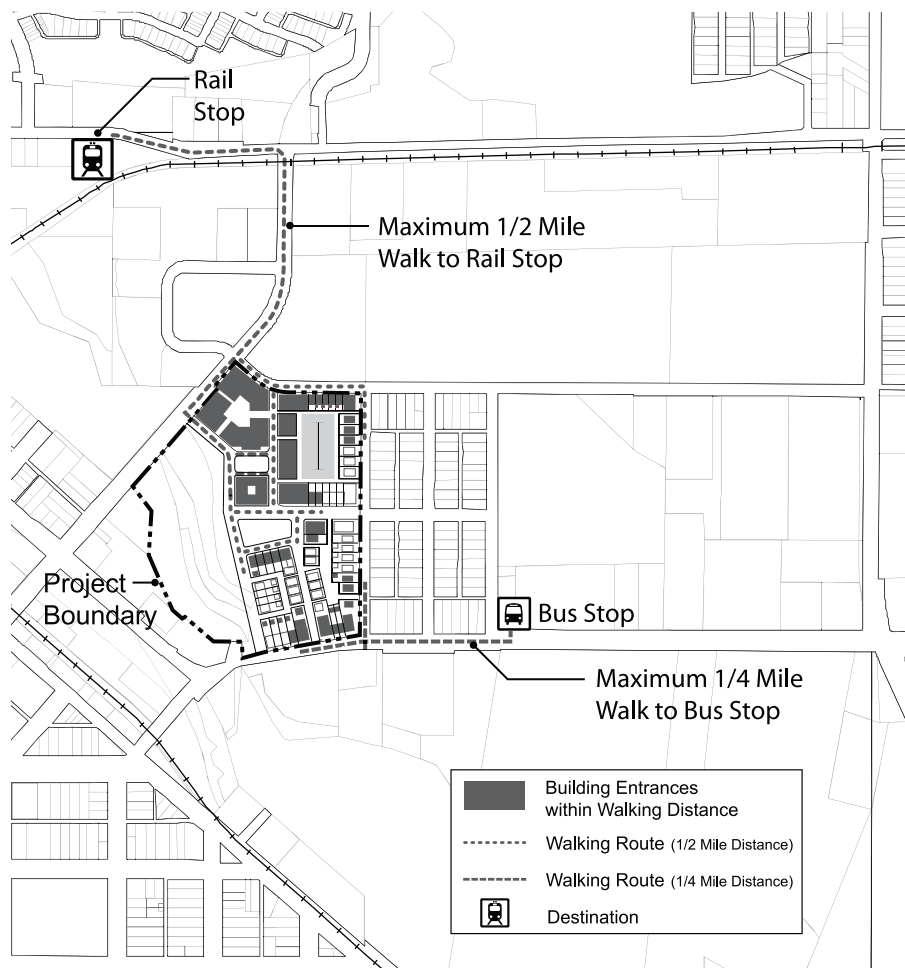 Rail
Stop
Maximum 1/2 Mile
Walk to Rail Stop
Project
Boundary
Bus Stop
Maximum 1/4 Mile
Walk to Bus Stop
Building Entrances
within Walking Distance
Walking Route (1/2 Mile Distance)
Walking Route (1/4 Mile Distance)
Destination